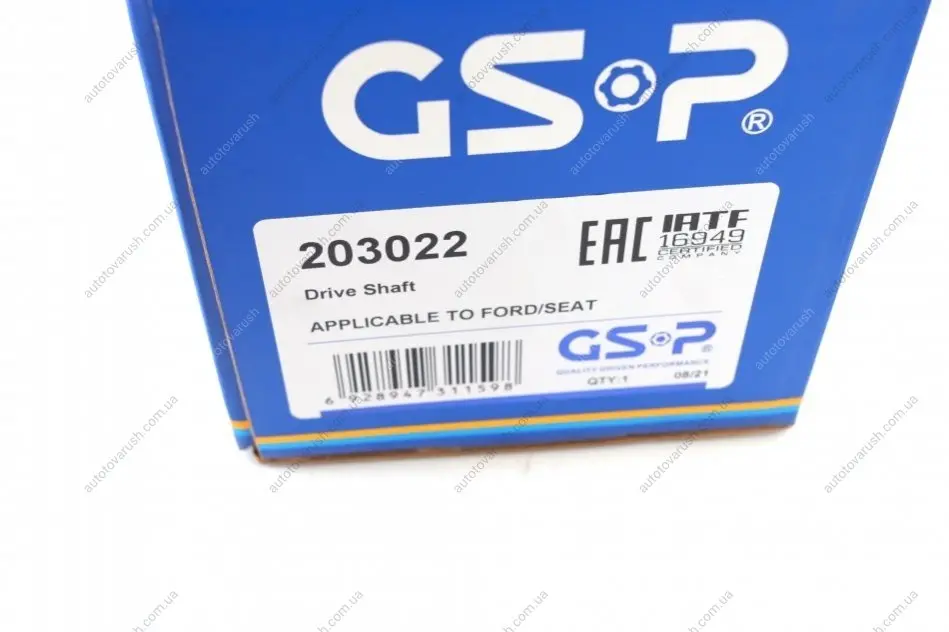 GSP®
203022
Drive Shaft
APPLICABLE TO FORD/SEAT
EAC
IATF
16949
CERTIFIED
COMPANY
6 928947 311598
GSP®
QUALITY DRIVEN PERFORMANCE
QTY:1
08/21
autotovarush.com.ua